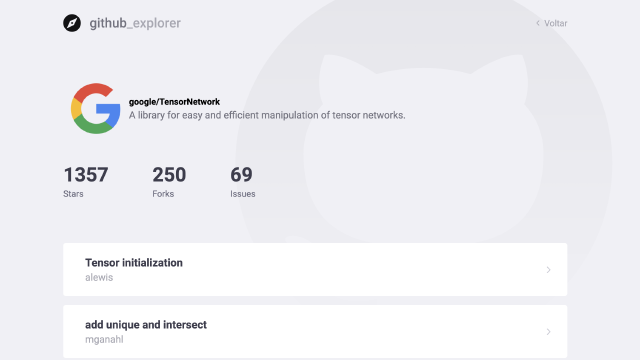 github_explorer
Voltar
google/TensorNetwork
A library for easy and efficient manipulation of tensor networks.
1357 250 69
Stars Forks Issues
Tensor initialization
alewis
add unique and intersect
mganahl